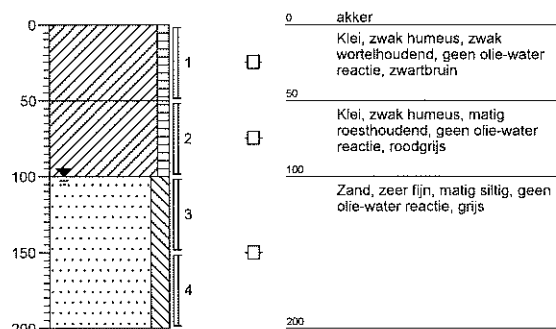 0
50
100
150
200
1
2
3
4
0 akker
Klei, zwak humeus, zwak
wortelhoudend, geen olie-water
reactie, zwartbruin
50
Klei, zwak humeus, matig
roesthoudend, geen olie-water
reactie, roodgrijs
100
Zand, zeer fijn, matig siltig, geen
olie-water reactie, grijs
200